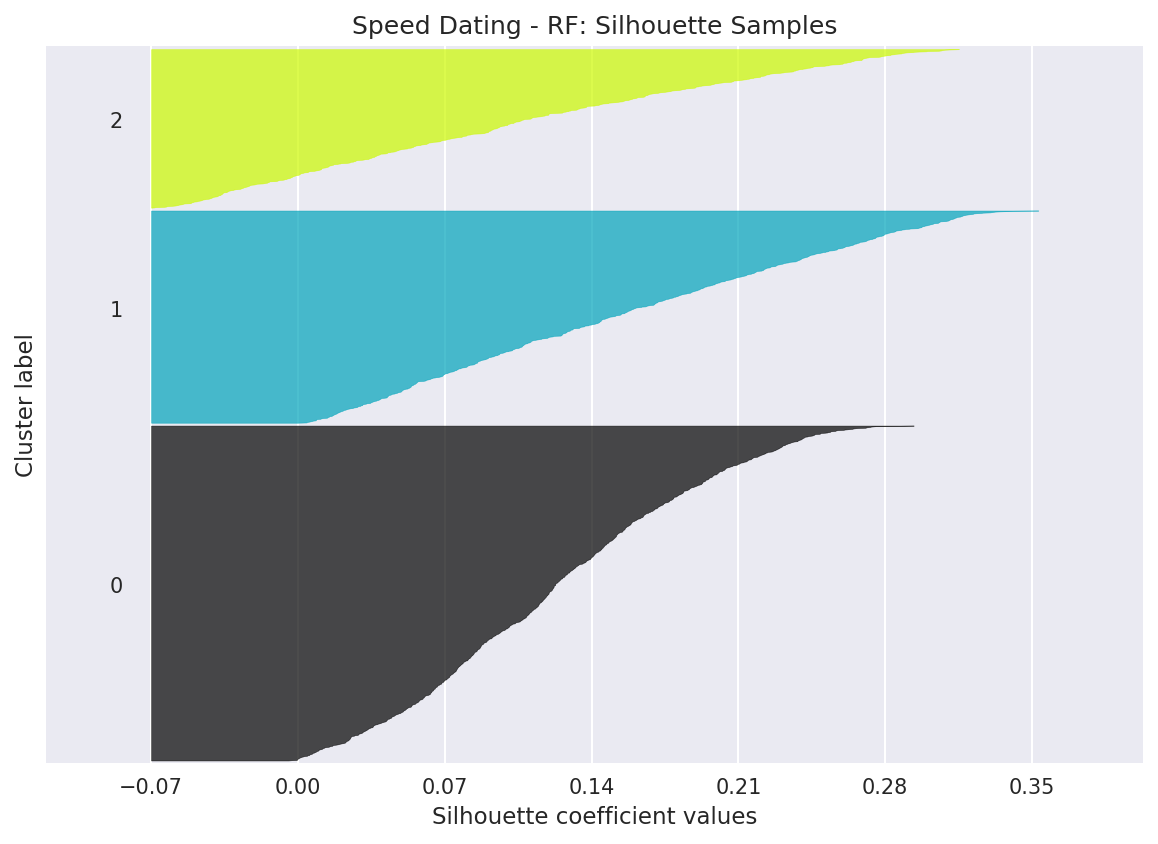 Speed Dating - RF: Silhouette Samples
2
1
0
Cluster label
−0.07 0.00 0.07 0.14 0.21 0.28 0.35
Silhouette coefficient values